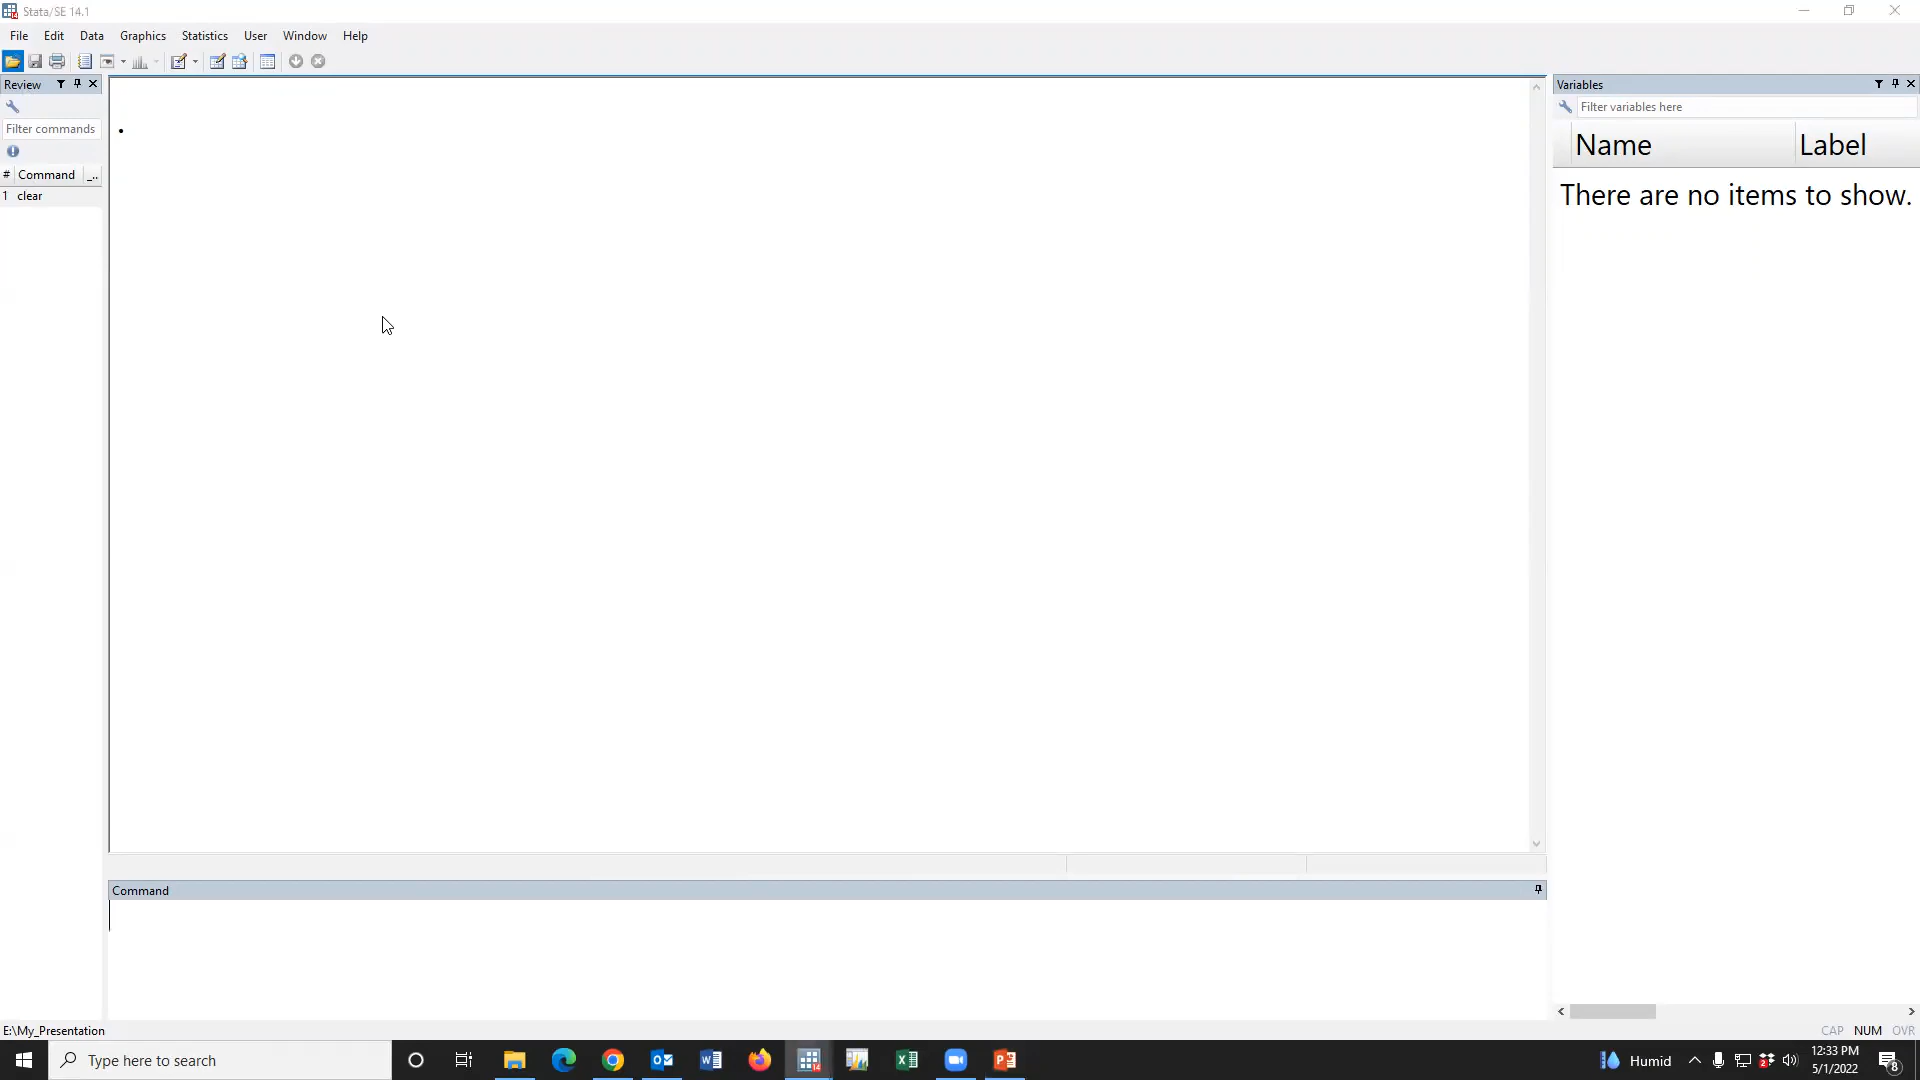 Stata/SE 14.1
File Edit Data Graphics Statistics User Window Help
Review
Variables
Filter variables here
Filter commands
Name Label
# Command _..
1 clear
There are no items to show.
Command
E:\My_Presentation
CAP NUM OVR
Type here to search
Humid
12:33 PM
5/1/2022
8